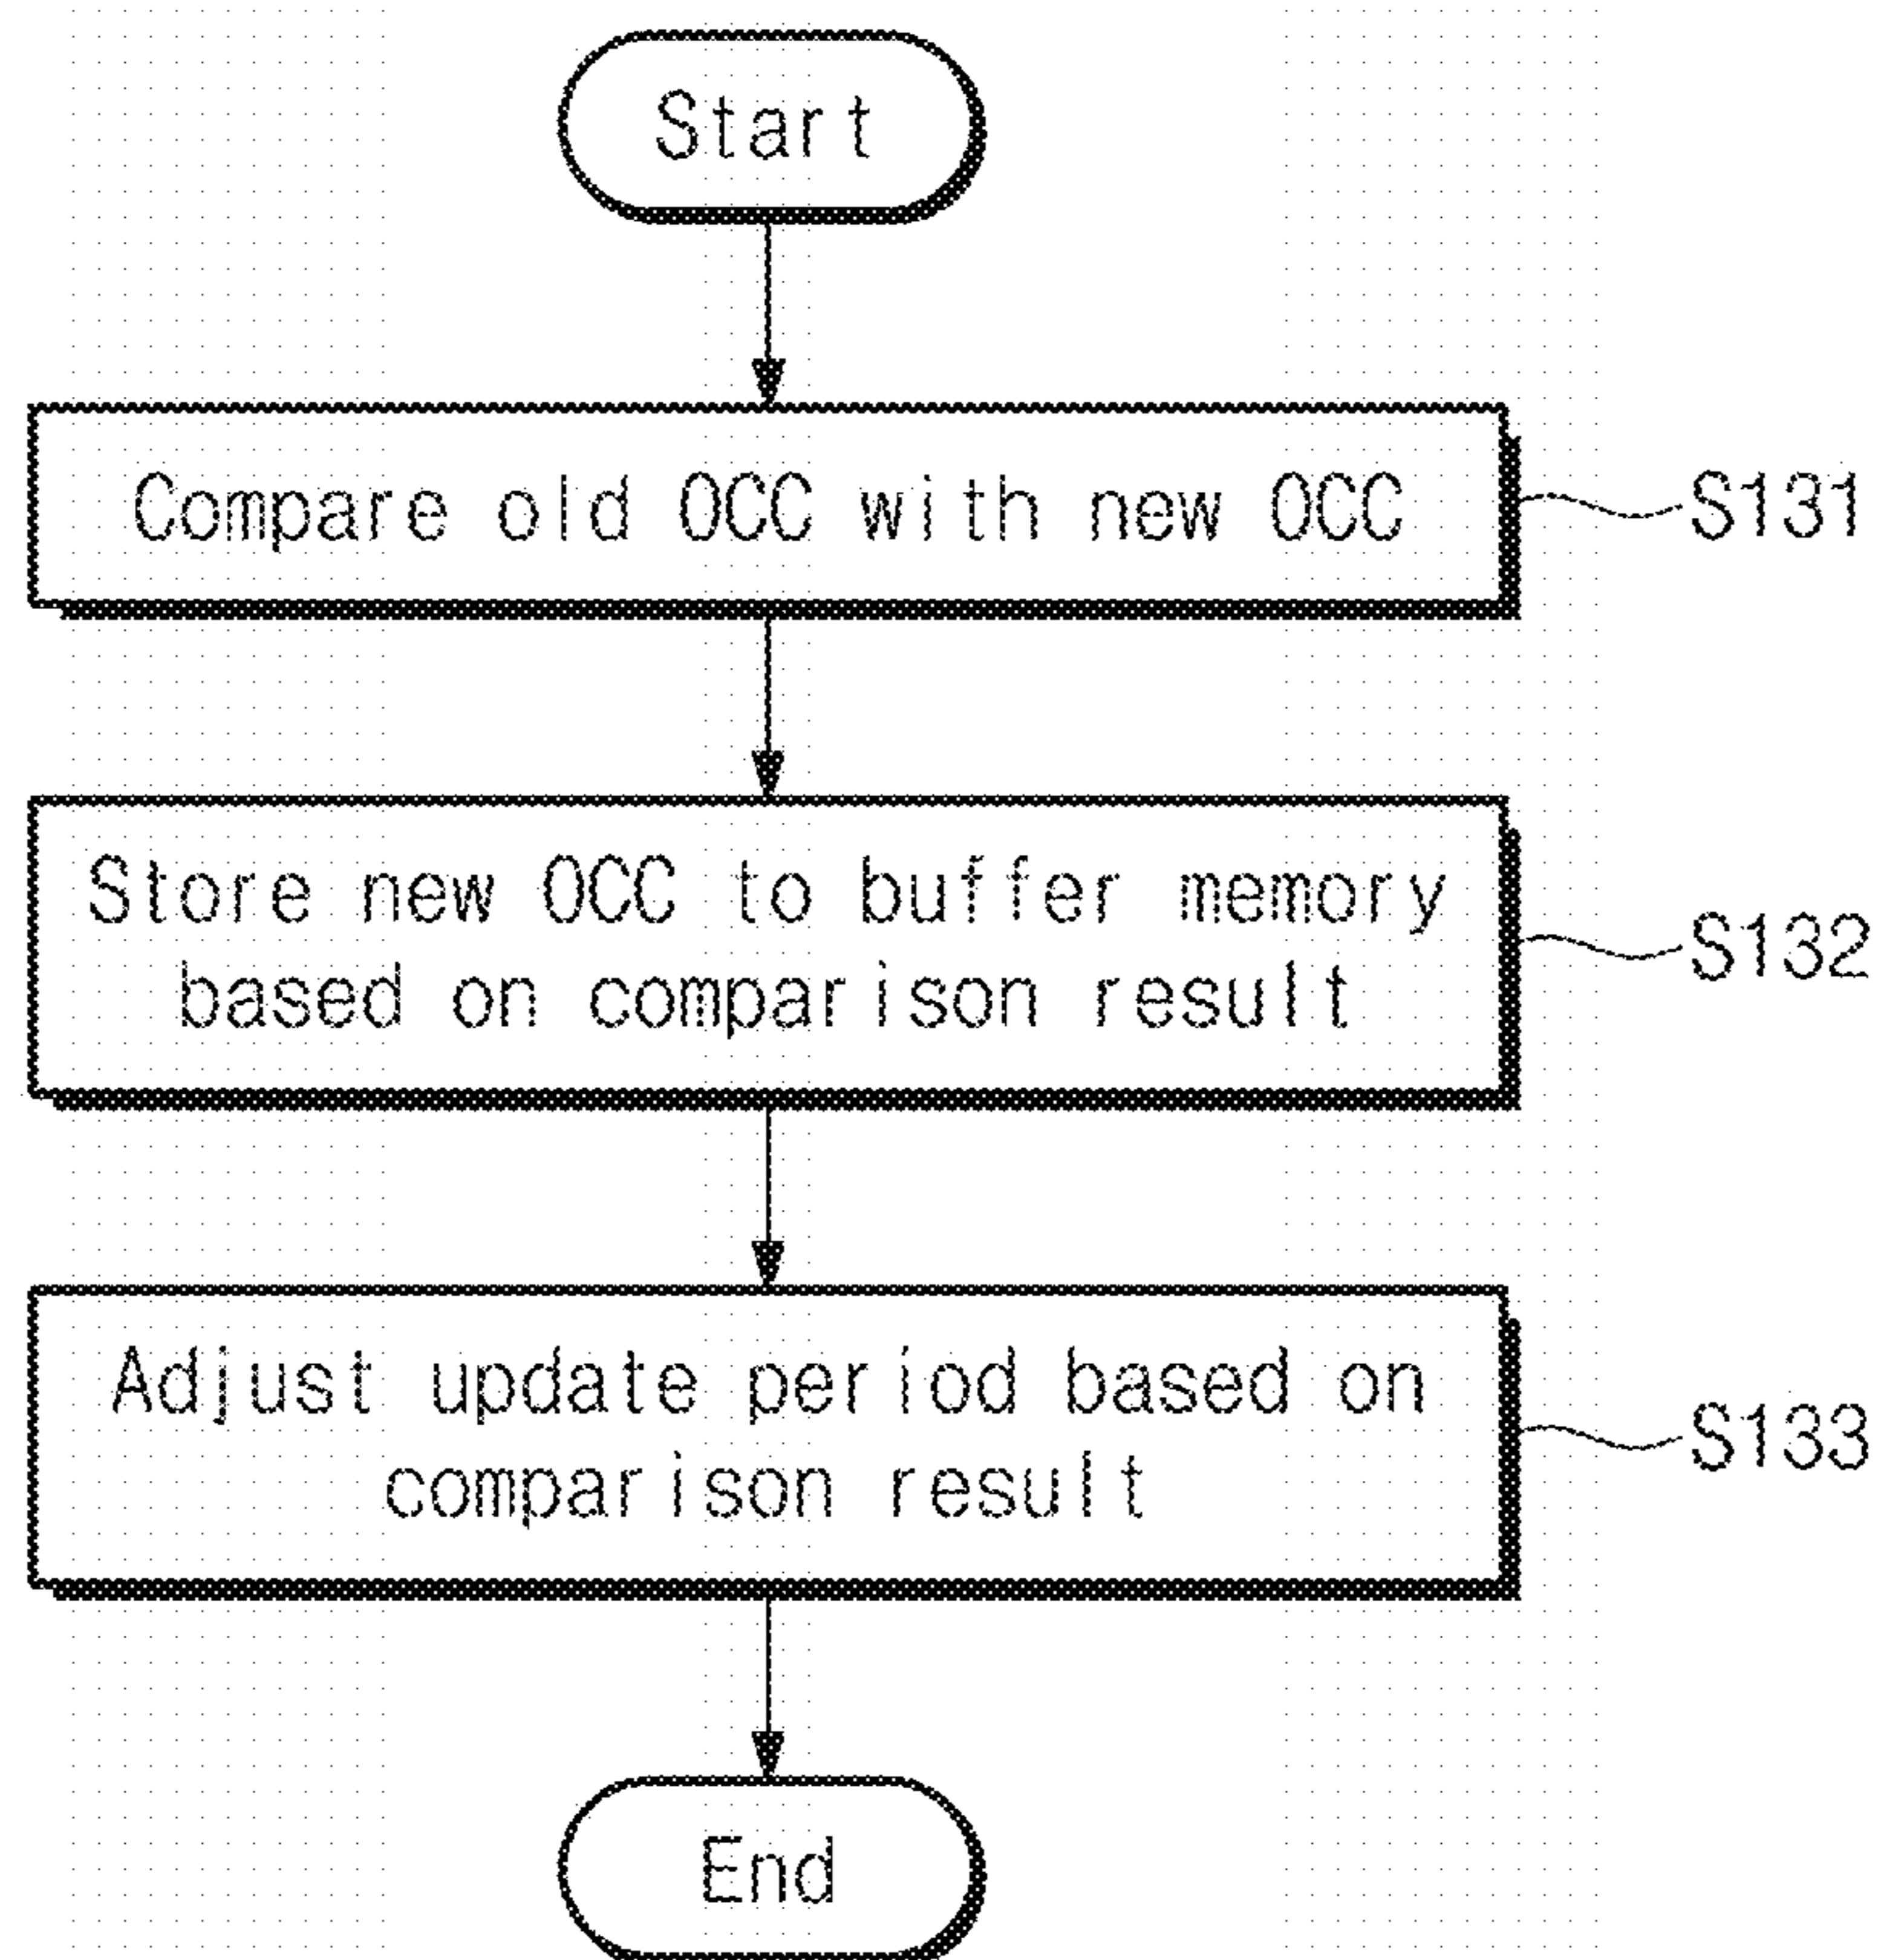 Start
Compare old OCC with new OCC
S131
Store new OCC to buffer memory
based on comparison result
S132
Adjust update period based on
comparison result
S133
End